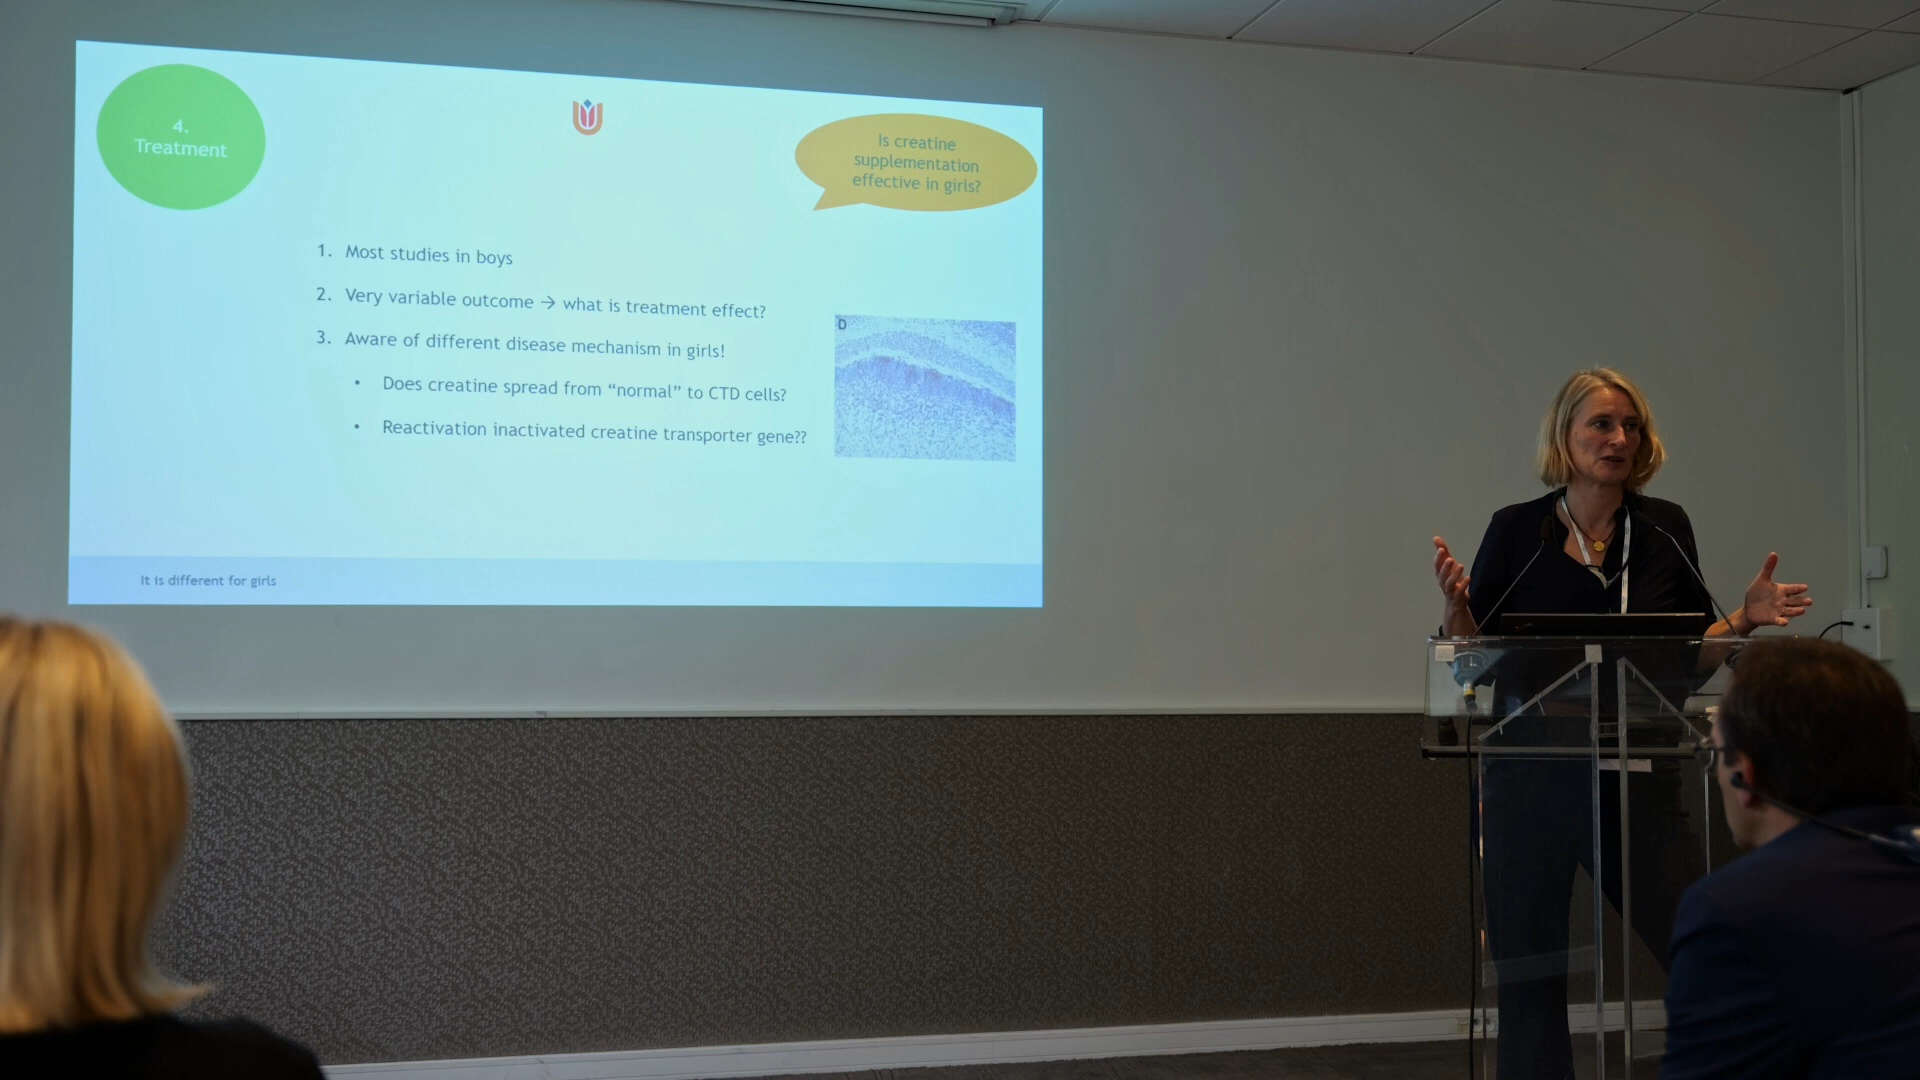 4.
Treatment
Is creatine
supplementation
effective in girls?
1. Most studies in boys
2. Very variable outcome → what is treatment effect?
3. Aware of different disease mechanism in girls!
• Does creatine spread from “normal” to CTD cells?
• Reactivation inactivated creatine transporter gene??
D
It is different for girls